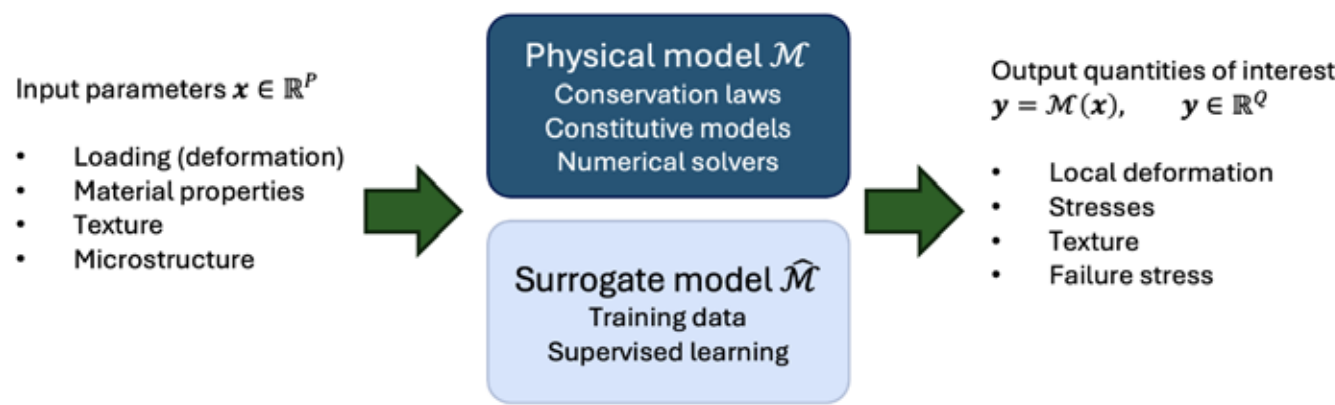 Input parameters 𝒙 ∈ ℝᴾ
• Loading (deformation)
• Material properties
• Texture
• Microstructure
Physical model ℳ
Conservation laws
Constitutive models
Numerical solvers
Surrogate model ℳ̂
Training data
Supervised learning
Output quantities of interest
𝒚 = ℳ(𝒙), 𝒚 ∈ ℝ^Q
• Local deformation
• Stresses
• Texture
• Failure stress